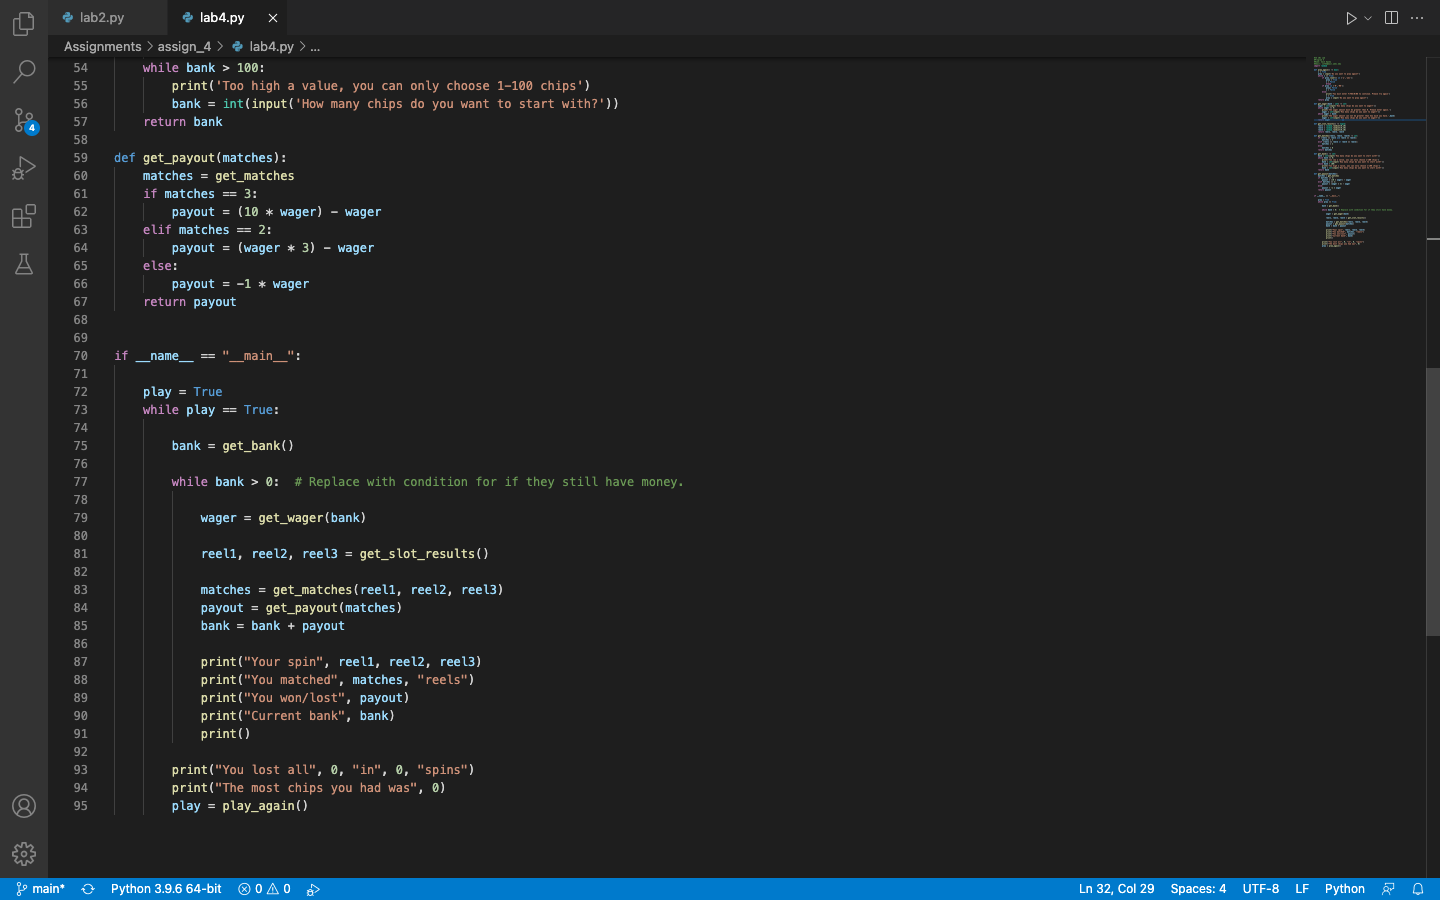 lab2.py
lab4.py
Assignments > assign_4 > lab4.py > ...
54 while bank > 100:
55 print('Too high a value, you can only choose 1-100 chips')
56 bank = int(input('How many chips do you want to start with?'))
57 return bank
58
59 def get_payout(matches):
60 matches = get_matches
61 if matches == 3:
62 payout = (10 * wager) - wager
63 elif matches == 2:
64 payout = (wager * 3) - wager
65 else:
66 payout = -1 * wager
67 return payout
68
69
70 if __name__ == "__main__":
71
72 play = True
73 while play == True:
74
75 bank = get_bank()
76
77 while bank > 0: # Replace with condition for if they still have money.
78
79 wager = get_wager(bank)
80
81 reel1, reel2, reel3 = get_slot_results()
82
83 matches = get_matches(reel1, reel2, reel3)
84 payout = get_payout(matches)
85 bank = bank + payout
86
87 print("Your spin", reel1, reel2, reel3)
88 print("You matched", matches, "reels")
89 print("You won/lost", payout)
90 print("Current bank", bank)
91 print()
92
93 print("You lost all", 0, "in", 0, "spins")
94 print("The most chips you had was", 0)
95 play = play_again()
4
main* Python 3.9.6 64-bit 0 0 Ln 32, Col 29 Spaces: 4 UTF-8 LF Python